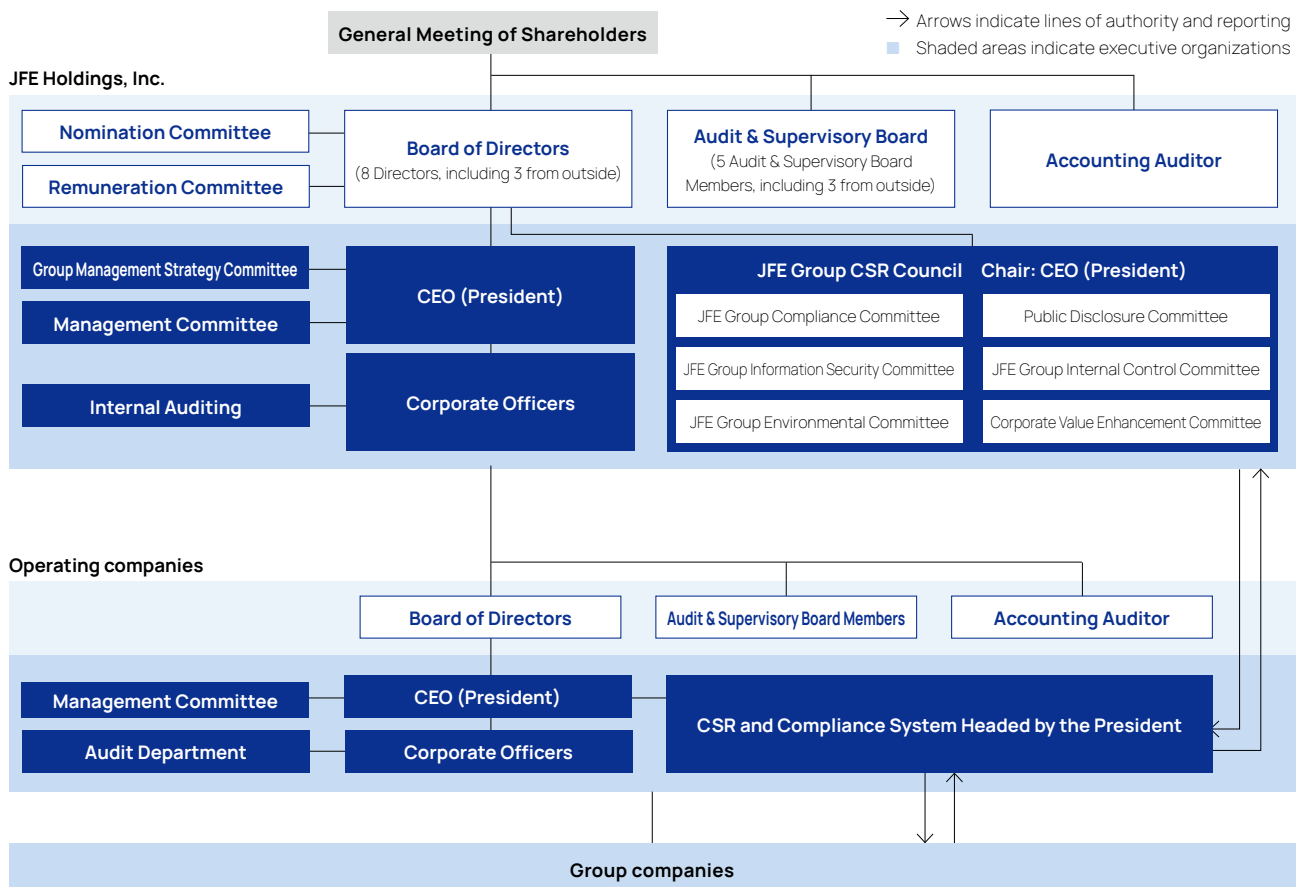 General Meeting of Shareholders
→ Arrows indicate lines of authority and reporting
Shaded areas indicate executive organizations
JFE Holdings, Inc.
Nomination Committee
Remuneration Committee
Board of Directors
(8 Directors, including 3 from outside)
Audit & Supervisory Board
(5 Audit & Supervisory Board
Members, including 3 from outside)
Accounting Auditor
Group Management Strategy Committee
Management Committee
Internal Auditing
CEO (President)
Corporate Officers
JFE Group CSR Council Chair: CEO (President)
JFE Group Compliance Committee
Public Disclosure Committee
JFE Group Information Security Committee
JFE Group Internal Control Committee
JFE Group Environmental Committee
Corporate Value Enhancement Committee
Operating companies
Board of Directors
Audit & Supervisory Board Members
Accounting Auditor
Management Committee
CEO (President)
Audit Department
Corporate Officers
CSR and Compliance System Headed by the President
Group companies